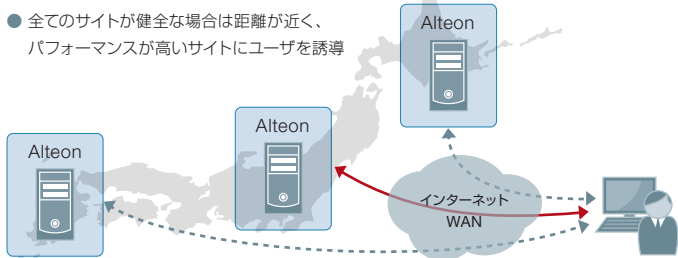 ● 全てのサイトが健全な場合は距離が近く、
パフォーマンスが高いサイトにユーザを誘導
Alteon
Alteon
Alteon
インターネット
WAN